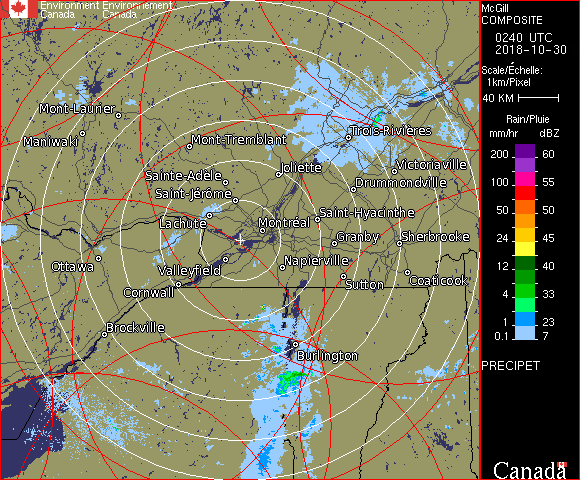 Environment Environnement
Canada Canada
Mont-Laurier
Maniwaki
Mont-Tremblant
Trois-Rivières
Joliette
Victoriaville
Sainte-Adèle
Drummondville
Saint-Jérôme
Saint-Hyacinthe
Lachute
Montréal
Granby
Sherbrooke
Ottawa
Valleyfield
Napierville
Coaticook
Cornwall
Sutton
Brockville
Burlington
McGill
COMPOSITE
0240 UTC
2018-10-30
Scale/Échelle:
1km/Pixel
40 KM
Rain/Pluie
mm/hr dBZ
200 60
100 55
50 50
24 45
12 40
4 33
1 23
0.1 7
PRECIPET
Canada